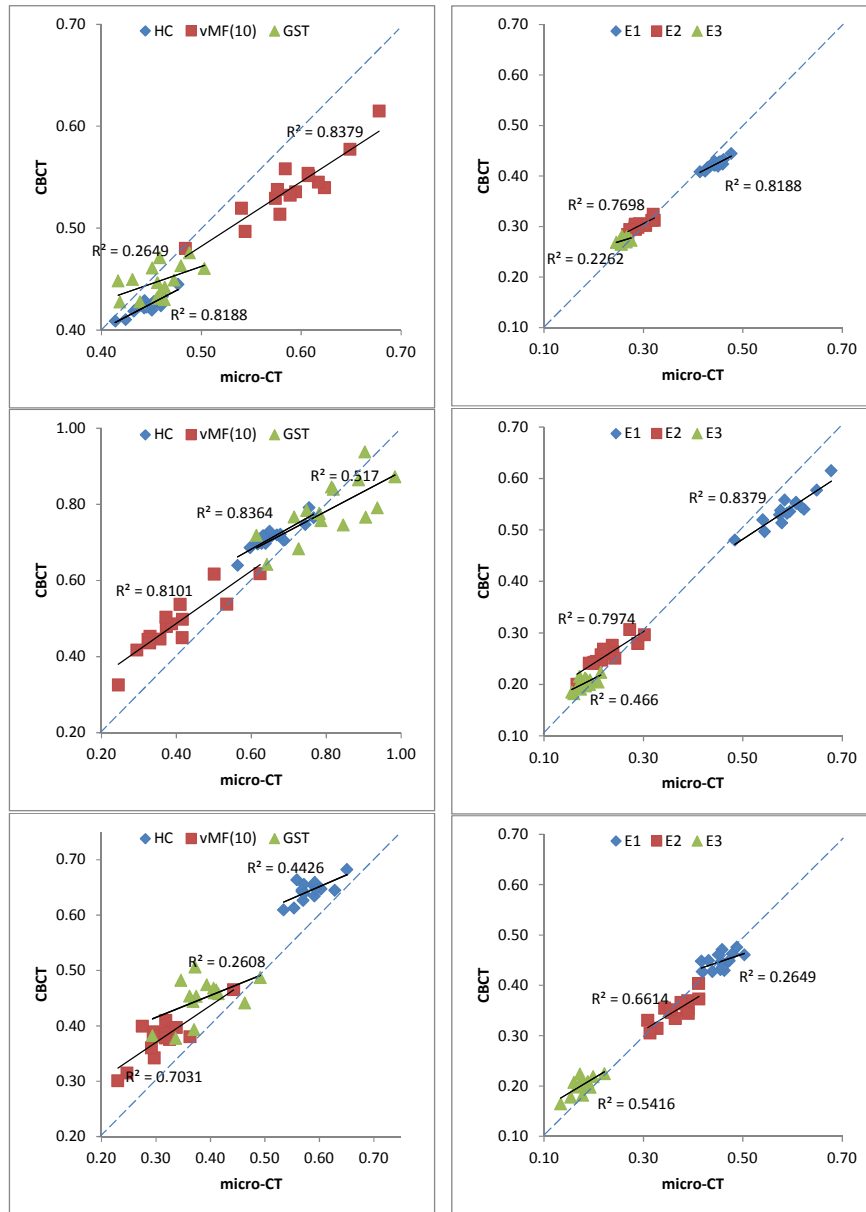 HC vMF(10) GST
0.70
0.60
0.50
0.40
CBCT
R² = 0.8379
R² = 0.2649
R² = 0.8188
0.40 0.50 0.60 0.70
micro-CT
E1 E2 E3
0.70
0.60
0.50
0.40
0.30
0.20
0.10
CBCT
R² = 0.8188
R² = 0.7698
R² = 0.2262
0.10 0.30 0.50 0.70
micro-CT
HC vMF(10) GST
1.00
0.80
0.60
0.40
0.20
CBCT
R² = 0.517
R² = 0.8364
R² = 0.8101
0.20 0.40 0.60 0.80 1.00
micro-CT
E1 E2 E3
0.70
0.60
0.50
0.40
0.30
0.20
0.10
CBCT
R² = 0.8379
R² = 0.7974
R² = 0.466
0.10 0.30 0.50 0.70
micro-CT
HC vMF(10) GST
0.70
0.60
0.50
0.40
0.30
0.20
CBCT
R² = 0.4426
R² = 0.2608
R² = 0.7031
0.20 0.30 0.40 0.50 0.60 0.70
micro-CT
E1 E2 E3
0.70
0.60
0.50
0.40
0.30
0.20
0.10
CBCT
R² = 0.2649
R² = 0.6614
R² = 0.5416
0.10 0.30 0.50 0.70
micro-CT